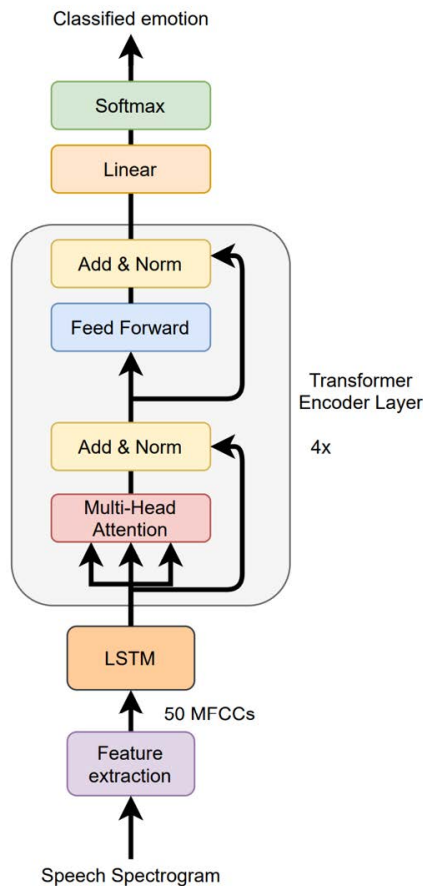 Classified emotion
Softmax
Linear
Add & Norm
Feed Forward
Transformer
Encoder Layer
Add & Norm
4x
Multi-Head
Attention
LSTM
50 MFCCs
Feature
extraction
Speech Spectrogram